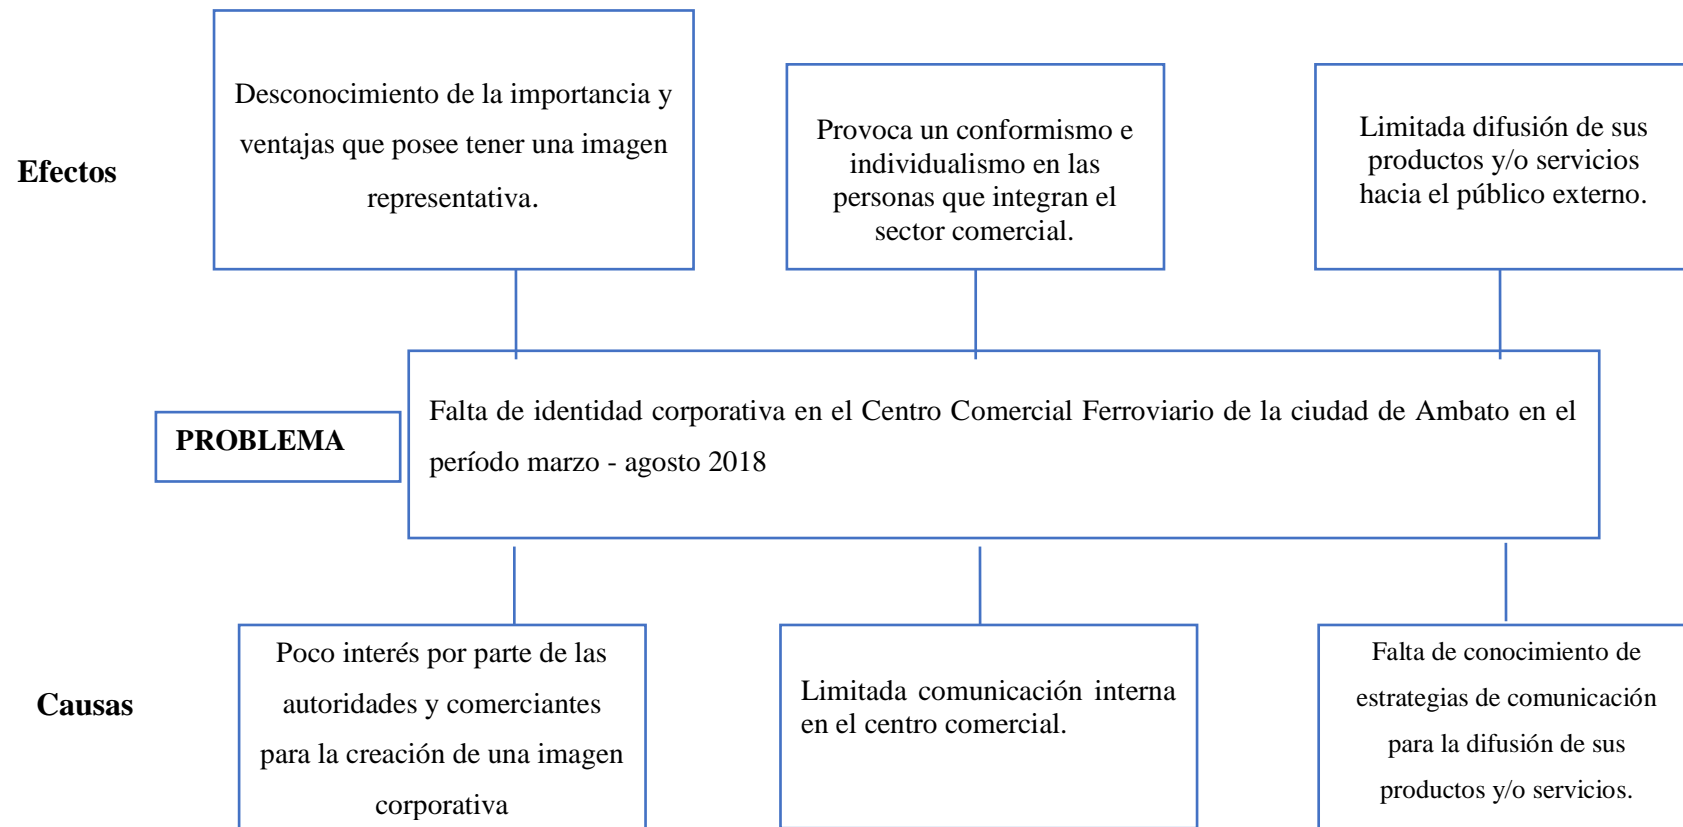 Efectos
Desconocimiento de la importancia y
ventajas que posee tener una imagen
representativa.
Provoca un conformismo e
individualismo en las
personas que integran el
sector comercial.
Limitada difusión de sus
productos y/o servicios
hacia el público externo.
PROBLEMA
Falta de identidad corporativa en el Centro Comercial Ferroviario de la ciudad de Ambato en el
período marzo - agosto 2018
Causas
Poco interés por parte de las
autoridades y comerciantes
para la creación de una imagen
corporativa
Limitada comunicación interna
en el centro comercial.
Falta de conocimiento de
estrategias de comunicación
para la difusión de sus
productos y/o servicios.